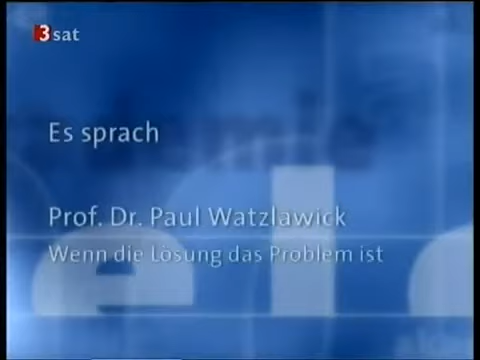 3sat
Es sprach
Prof. Dr. Paul Watzlawick
Wenn die Lösung das Problem ist